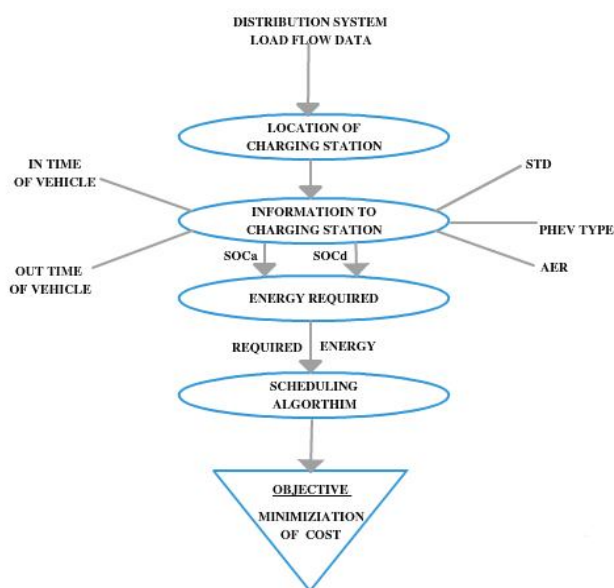 DISTRIBUTION SYSTEM
LOAD FLOW DATA
LOCATION OF
CHARGING STATION
IN TIME
OF VEHICLE
STD
INFORMATIOIN TO
CHARGING STATION
PHEV TYPE
OUT TIME
OF VEHICLE
AER
SOCa
SOCd
ENERGY REQUIRED
REQUIRED ENERGY
SCHEDULING
ALGORTHIM
OBJECTIVE
MINIMIZIATION
OF COST